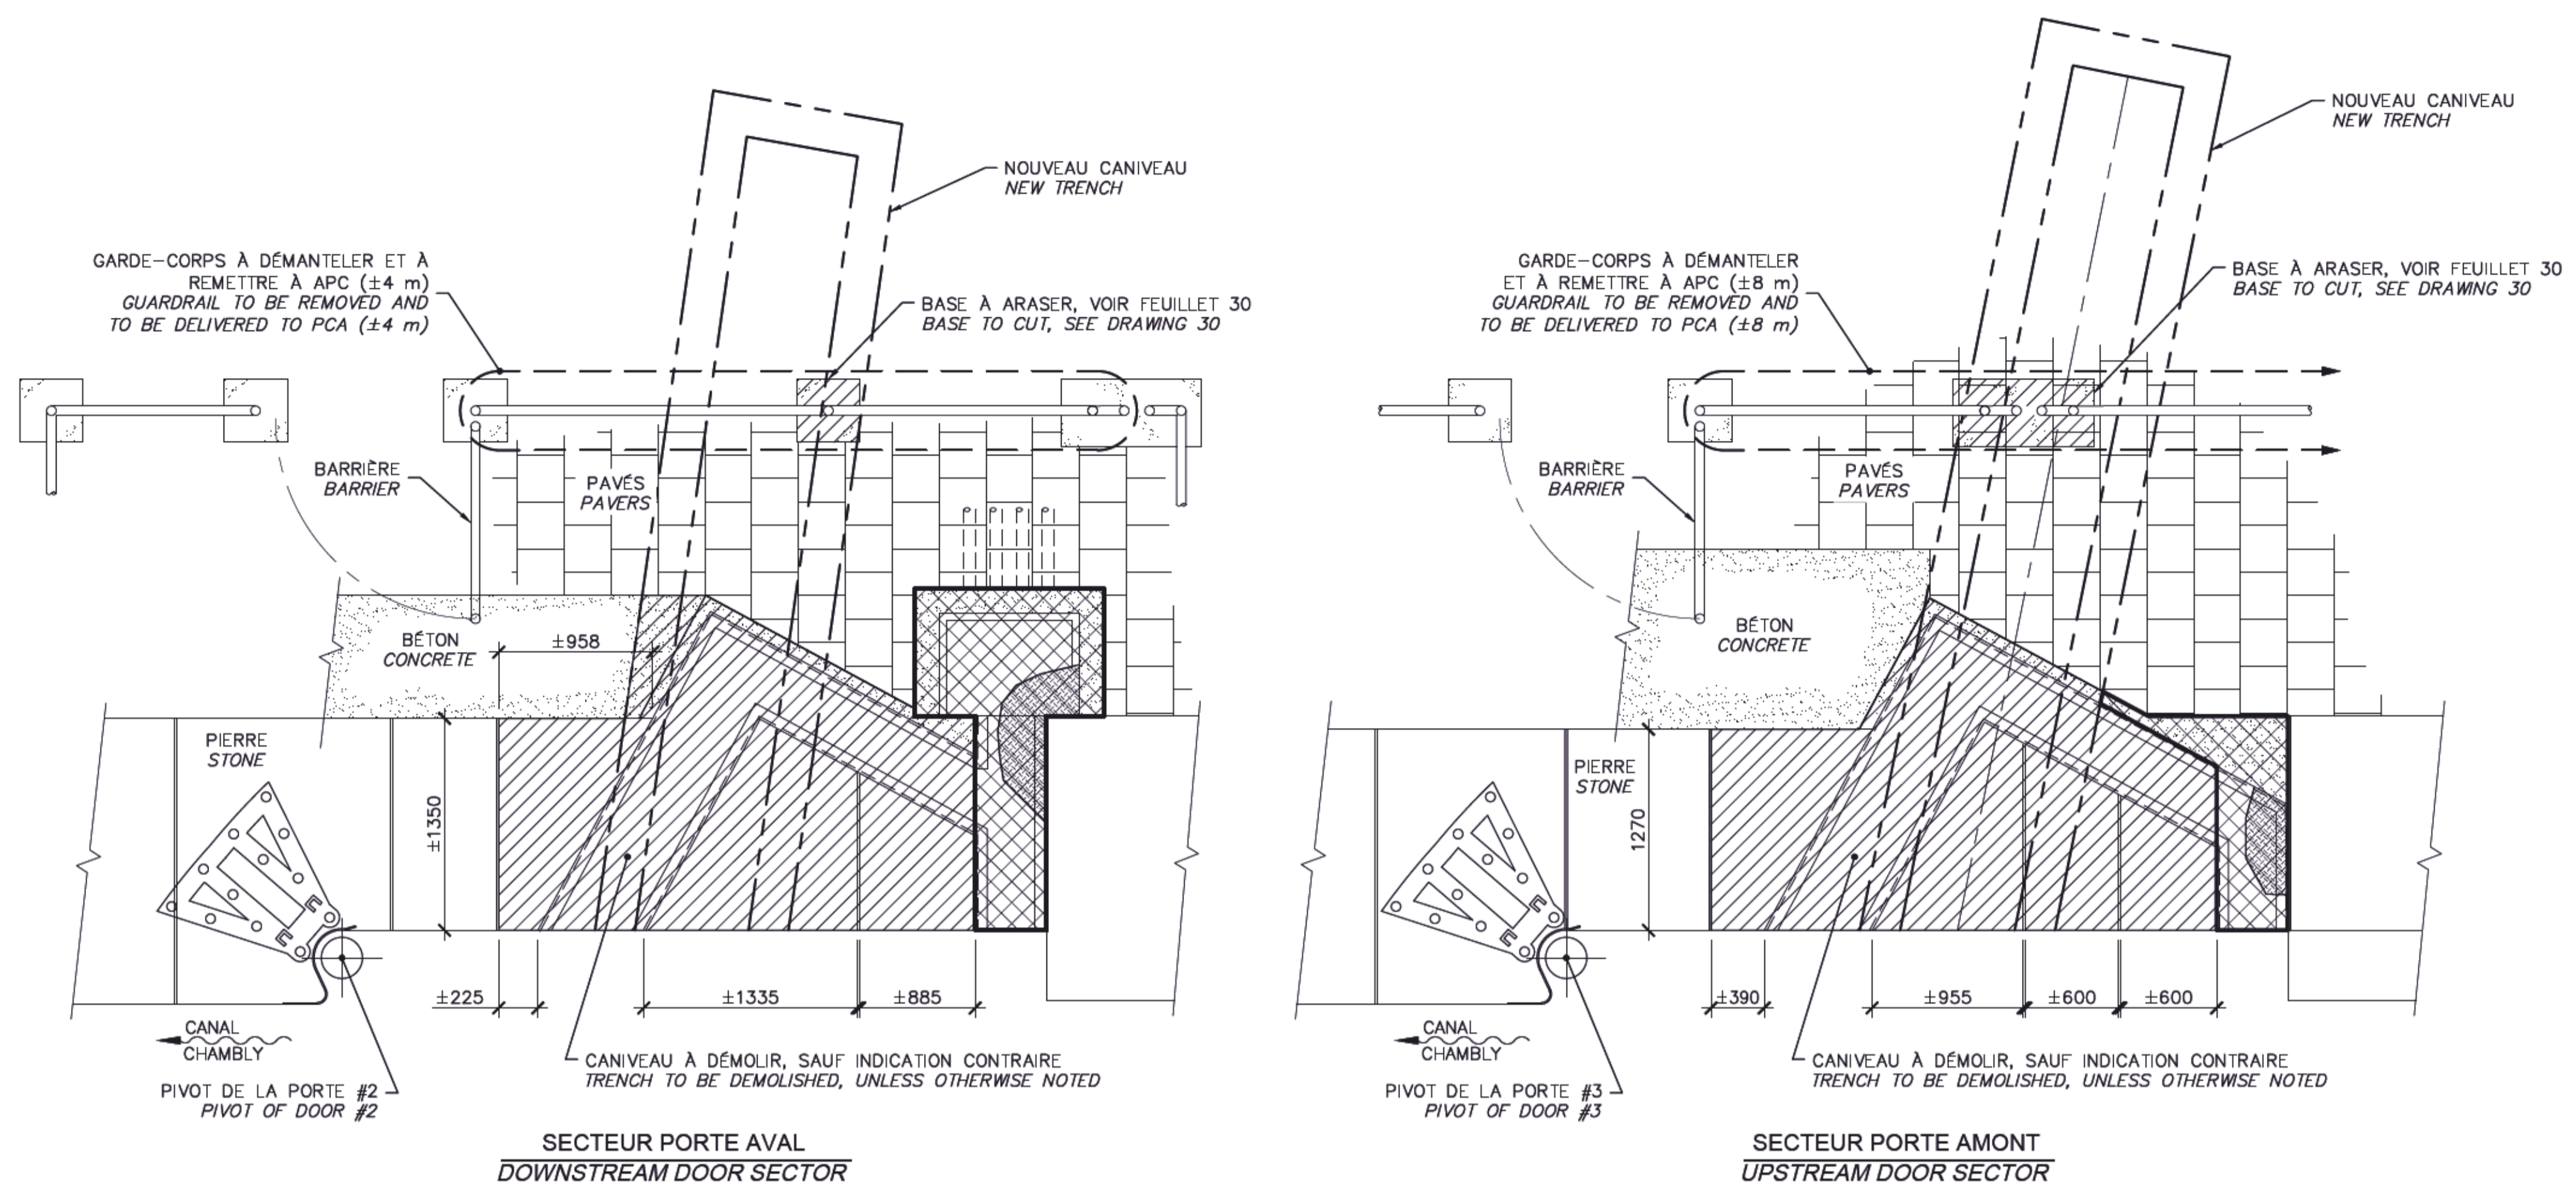 NOUVEAU CANIVEAU
NEW TRENCH
GARDE-CORPS À DÉMANTELER ET À
REMETTRE À APC (±4 m)
GUARDRAIL TO BE REMOVED AND
TO BE DELIVERED TO PCA (±4 m)
BASE À ARASER, VOIR FEUILLET 30
BASE TO CUT, SEE DRAWING 30
BARRIÈRE
BARRIER
PAVÉS
PAVERS
BÉTON
CONCRETE
±958
PIERRE
STONE
±1350
±225
±1335
±885
CANAL
CHAMBLY
CANIVEAU À DÉMOLIR, SAUF INDICATION CONTRAIRE
TRENCH TO BE DEMOLISHED, UNLESS OTHERWISE NOTED
PIVOT DE LA PORTE #2
PIVOT OF DOOR #2
SECTEUR PORTE AVAL
DOWNSTREAM DOOR SECTOR
NOUVEAU CANIVEAU
NEW TRENCH
GARDE-CORPS À DÉMANTELER
ET À REMETTRE À APC (±8 m)
GUARDRAIL TO BE REMOVED AND
TO BE DELIVERED TO PCA (±8 m)
BASE À ARASER, VOIR FEUILLET 30
BASE TO CUT, SEE DRAWING 30
BARRIÈRE
BARRIER
PAVÉS
PAVERS
BÉTON
CONCRETE
PIERRE
STONE
1270
±390
±955
±600
±600
CANAL
CHAMBLY
CANIVEAU À DÉMOLIR, SAUF INDICATION CONTRAIRE
TRENCH TO BE DEMOLISHED, UNLESS OTHERWISE NOTED
PIVOT DE LA PORTE #3
PIVOT OF DOOR #3
SECTEUR PORTE AMONT
UPSTREAM DOOR SECTOR